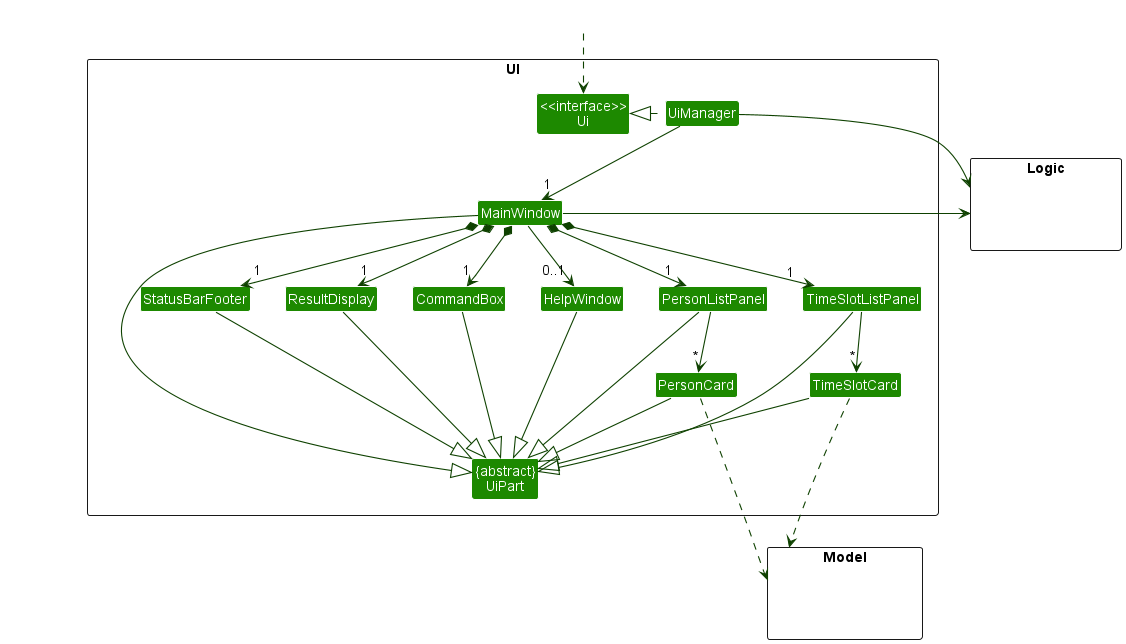 UI
<<interface>>
Ui
UiManager
Logic
1
MainWindow
1
1
1
0..1
1
1
StatusBarFooter
ResultDisplay
CommandBox
HelpWindow
PersonListPanel
TimeSlotListPanel
*
*
PersonCard
TimeSlotCard
{abstract}
UiPart
Model